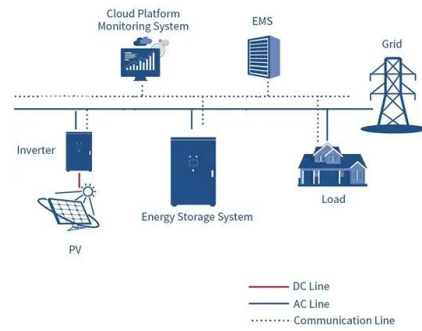 Cloud Platform
Monitoring System
EMS
Grid
Inverter
Energy Storage System
Load
PV
DC Line
AC Line
Communication Line